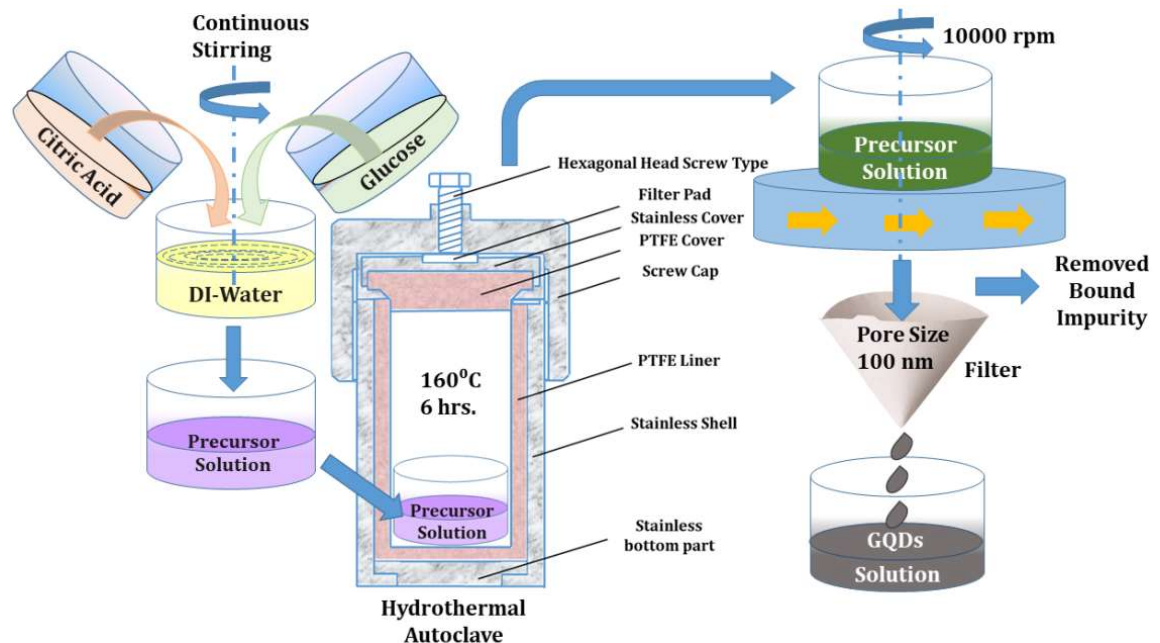 Continuous
Stirring
Citric Acid
Glucose
DI-Water
Precursor
Solution
160⁰C
6 hrs.
Precursor
Solution
Hydrothermal
Autoclave
Hexagonal Head Screw Type
Filter Pad
Stainless Cover
PTFE Cover
Screw Cap
PTFE Liner
Stainless Shell
Stainless
bottom part
10000 rpm
Precursor
Solution
Removed
Bound
Impurity
Pore Size
100 nm
Filter
GQDs
Solution